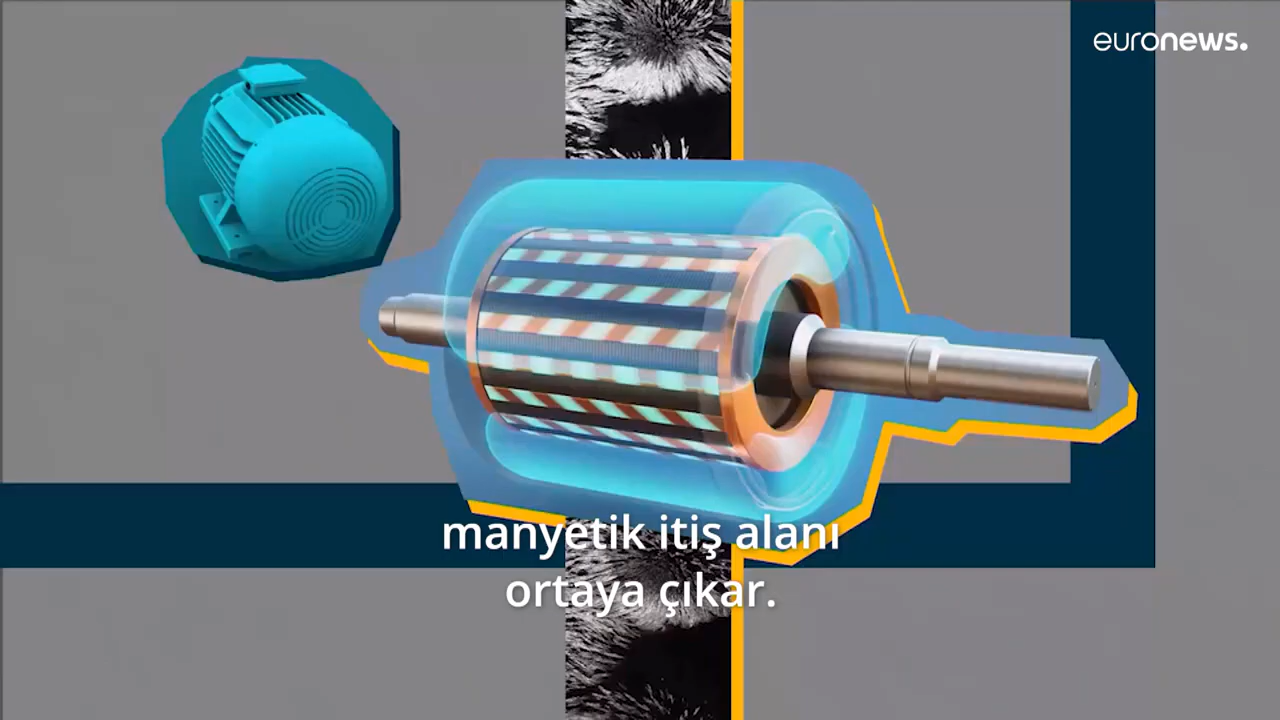 euronews.
manyetik itiş alanı
ortaya çıkar.